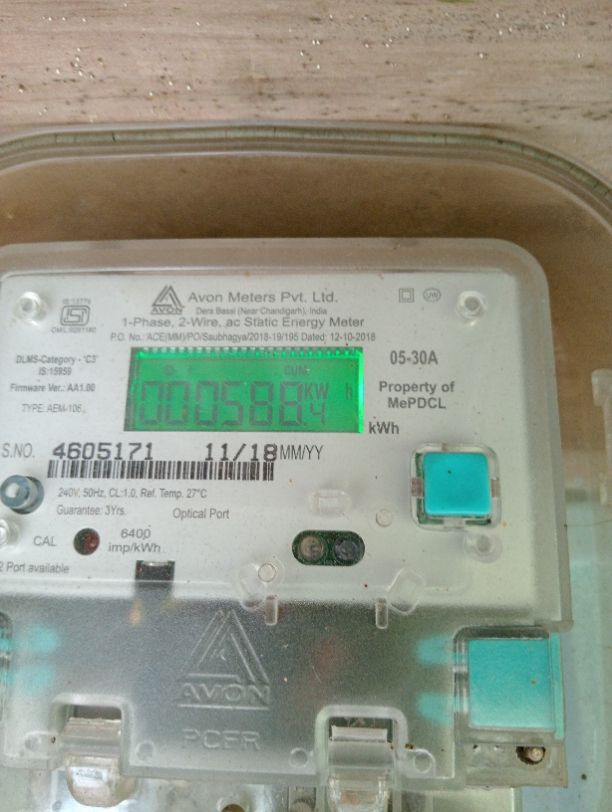 IS 13779
ISI
CM/L-9291180
AVON
Avon Meters Pvt. Ltd.
Dera Bassi (Near Chandigarh), India
1-Phase, 2-Wire, ac Static Energy Meter
P.O. No.: ACE(MM)/PO/Saubhagya/2018-19/195 Dated: 12-10-2018
DLMS-Category - 'C3'
IS:15959
Firmware Ver.: AA1.00
TYPE: AEM-106
CUM
000588.4 KW h
kWh
05-30A
Property of
MePDCL
S.NO. 4605171 11/18 MM/YY
240V, 50Hz, CL:1.0, Ref. Temp. 27°C
Guarantee: 3Yrs.
Optical Port
CAL
6400
imp/kWh
2 Port available
AVON